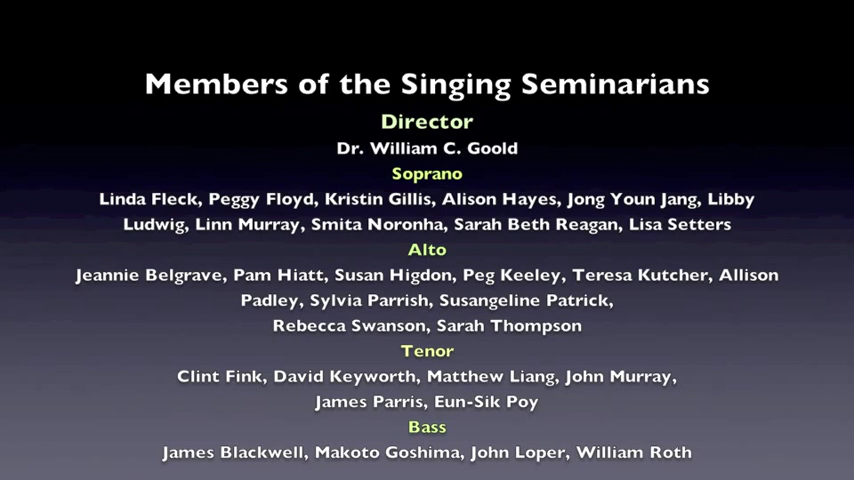 Members of the Singing Seminarians
Director
Dr. William C. Goold
Soprano
Linda Fleck, Peggy Floyd, Kristin Gillis, Alison Hayes, Jong Youn Jang, Libby
Ludwig, Linn Murray, Smita Noronha, Sarah Beth Reagan, Lisa Setters
Alto
Jeannie Belgrave, Pam Hiatt, Susan Higdon, Peg Keeley, Teresa Kutcher, Allison
Padley, Sylvia Parrish, Susangeline Patrick,
Rebecca Swanson, Sarah Thompson
Tenor
Clint Fink, David Keyworth, Matthew Liang, John Murray,
James Parris, Eun-Sik Poy
Bass
James Blackwell, Makoto Goshima, John Loper, William Roth